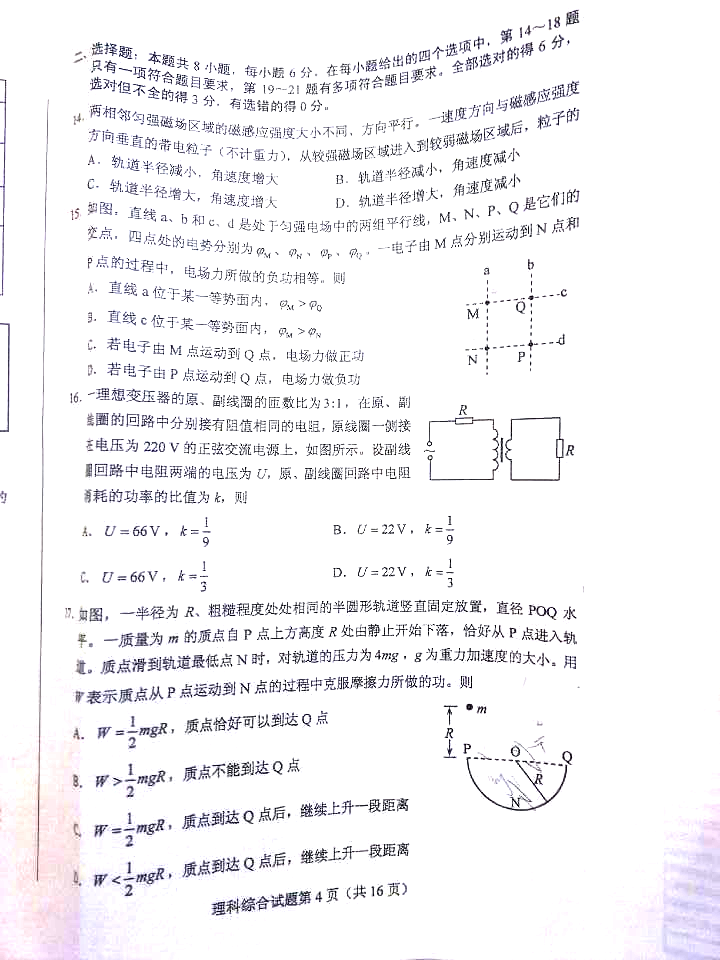 二、选择题：本题共 8 小题，每小题 6 分，在每小题给出的四个选项中，第 14～18 题
只有一项符合题目要求，第 19～21 题有多项符合题目要求。全部选对的得 6 分，
选对但不全的得 3 分，有选错的得 0 分。
14. 两相邻匀强磁场区域的磁感应强度大小不同、方向平行。一速度方向与磁感应强度
方向垂直的带电粒子（不计重力），从较强磁场区域进入到较弱磁场区域后，粒子的
A．轨道半径减小，角速度增大
B．轨道半径减小，角速度减小
C．轨道半径增大，角速度增大
D．轨道半径增大，角速度减小
15. 如图，直线 a、b 和 c、d 是处于匀强电场中的两组平行线，M、N、P、Q 是它们的
交点，四点处的电势分别为 φM、φN、φP、φQ。一电子由 M 点分别运动到 N 点和
P 点的过程中，电场力所做的负功相等。则
A．直线 a 位于某一等势面内，φM > φQ
B．直线 c 位于某一等势面内，φM > φN
C．若电子由 M 点运动到 Q 点，电场力做正功
D．若电子由 P 点运动到 Q 点，电场力做负功
a b
M Q c
N P d
16. 一理想变压器的原、副线圈的匝数比为 3:1，在原、副
线圈的回路中分别接有阻值相同的电阻，原线圈一侧接
在电压为 220 V 的正弦交流电源上，如图所示。设副线
圈回路中电阻两端的电压为 U，原、副线圈回路中电阻
消耗的功率的比值为 k，则
R
R
A．U = 66 V，k = 1/9
B．U = 22 V，k = 1/9
C．U = 66 V，k = 1/3
D．U = 22 V，k = 1/3
17. 如图，一半径为 R、粗糙程度处处相同的半圆形轨道竖直固定放置，直径 POQ 水
平。一质量为 m 的质点自 P 点上方高度 R 处由静止开始下落，恰好从 P 点进入轨
道。质点滑到轨道最低点 N 时，对轨道的压力为 4mg，g 为重力加速度的大小。用
W 表示质点从 P 点运动到 N 点的过程中克服摩擦力所做的功。则
A．W = 1/2 mgR，质点恰好可以到达 Q 点
B．W > 1/2 mgR，质点不能到达 Q 点
C．W = 1/2 mgR，质点到达 Q 点后，继续上升一段距离
D．W < 1/2 mgR，质点到达 Q 点后，继续上升一段距离
m
R
P O Q
R
N
理科综合试题第 4 页（共 16 页）